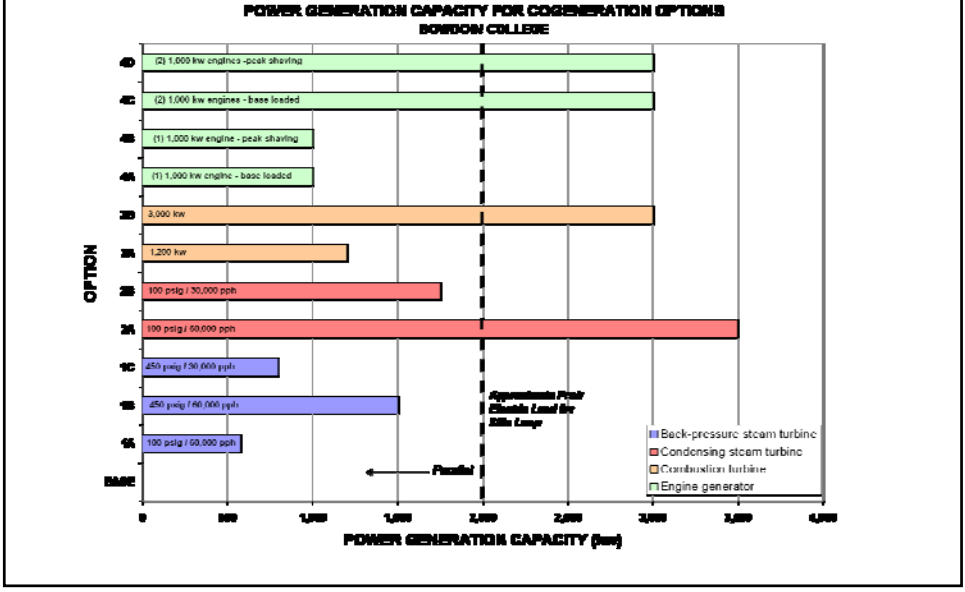 POWER GENERATION CAPACITY FOR COGENERATION OPTIONS
BOWDOIN COLLEGE
4D
(2) 1,000 kw engines -peak shaving
4C
(2) 1,000 kw engines - base loaded
4B
(1) 1,000 kw engine - peak shaving
4A
(1) 1,000 kw engine - base loaded
3B
3,000 kw
3A
1,200 kw
2B
100 psig / 30,000 pph
2A
100 psig / 60,000 pph
1C
450 psig / 30,000 pph
1B
450 psig / 60,000 pph
1A
100 psig / 60,000 pph
BASE
OPTION
Approximate Peak
Electric Load for
Parallel
Back-pressure steam turbine
Condensing steam turbine
Combustion turbine
Engine generator
0 500 1,000 1,500 2,000 2,500 3,000 3,500 4,000
POWER GENERATION CAPACITY (kw)